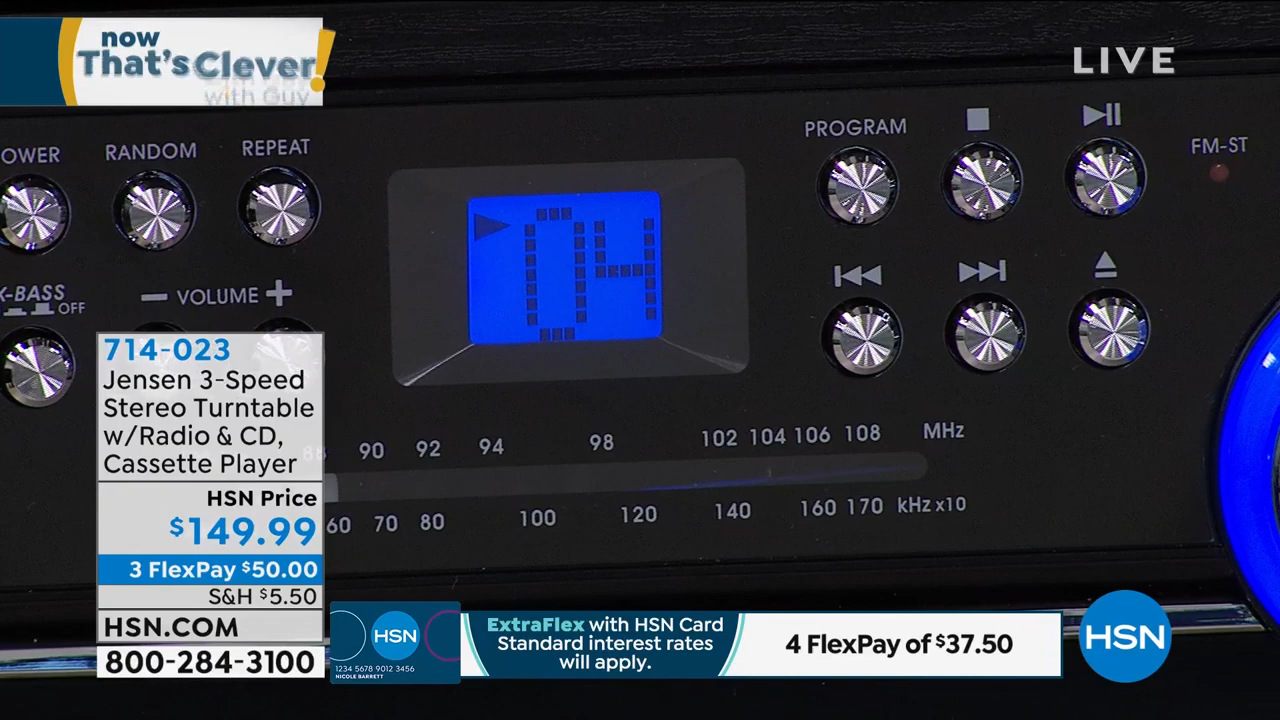 now
That's Clever!
with Guy
LIVE
OWER
RANDOM
REPEAT
PROGRAM
FM-ST
X-BASS
OFF
VOLUME
04
90 92 94 98 102 104 106 108 MHz
60 70 80 100 120 140 160 170 kHz x10
714-023
Jensen 3-Speed
Stereo Turntable
w/Radio & CD,
Cassette Player
HSN Price
$149.99
3 FlexPay $50.00
S&H $5.50
HSN.COM
800-284-3100
HSN
1234 5678 9012 3456
NICOLE BARRETT
ExtraFlex with HSN Card
Standard interest rates
will apply.
4 FlexPay of $37.50
HSN